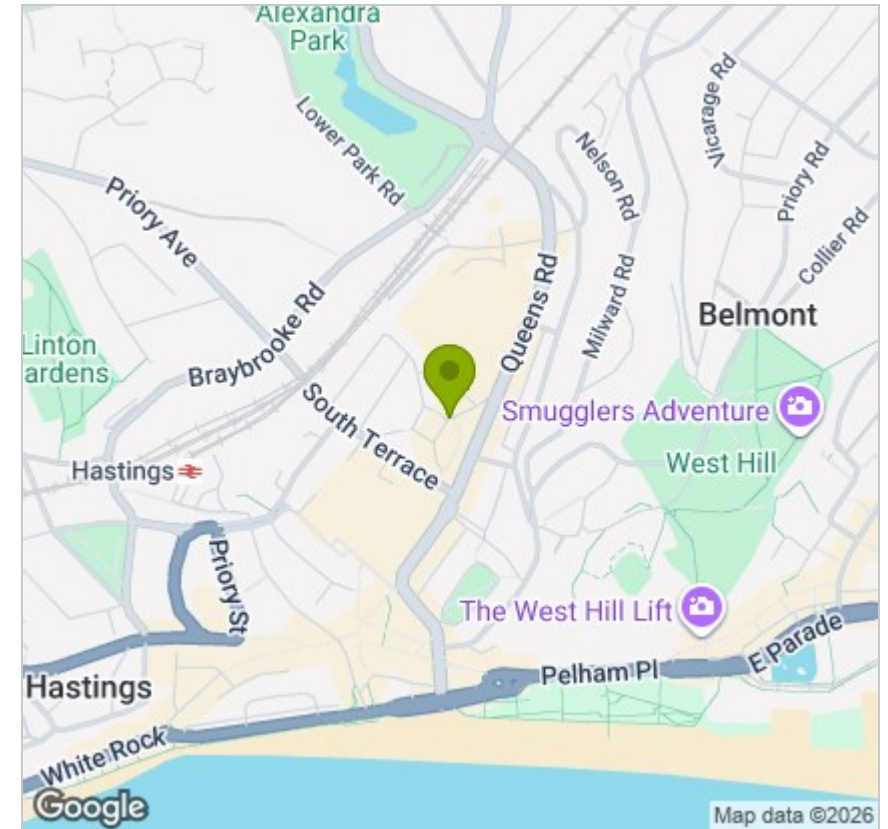 Alexandra
Park
Lower Park Rd
Nelson Rd
Vicarage Rd
Priory Rd
Collier Rd
Priory Ave
Braybrooke Rd
Queens Rd
Milward Rd
Belmont
Linton
ardens
South Terrace
Smugglers Adventure
West Hill
Hastings
Priory St
The West Hill Lift
E Parade
Pelham Pl
Hastings
White Rock
Google
Map data ©2026